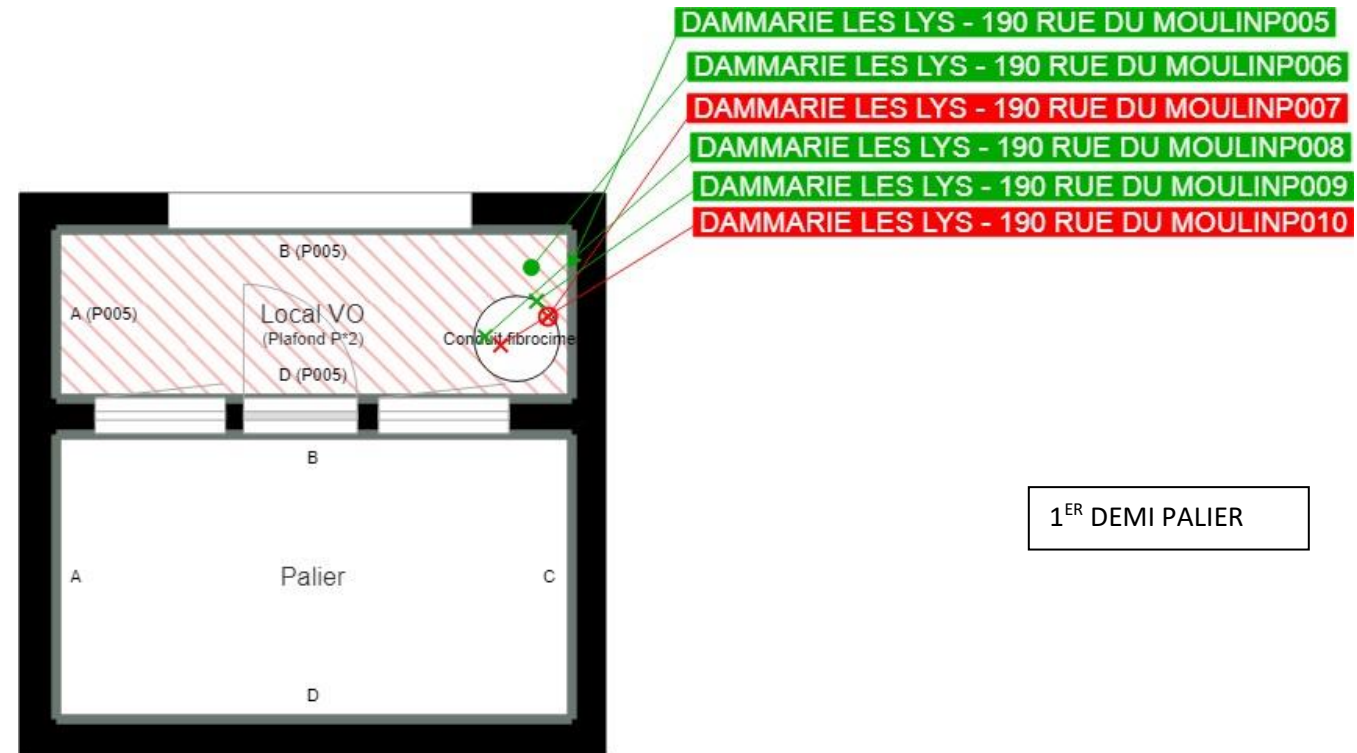 DAMMARIE LES LYS - 190 RUE DU MOULINP005
DAMMARIE LES LYS - 190 RUE DU MOULINP006
DAMMARIE LES LYS - 190 RUE DU MOULINP007
DAMMARIE LES LYS - 190 RUE DU MOULINP008
DAMMARIE LES LYS - 190 RUE DU MOULINP009
DAMMARIE LES LYS - 190 RUE DU MOULINP010
B (P005)
A (P005)
Local VO
(Plafond P*2)
Conduit fibrocime
D (P005)
B
1ER DEMI PALIER
A
Palier
C
D